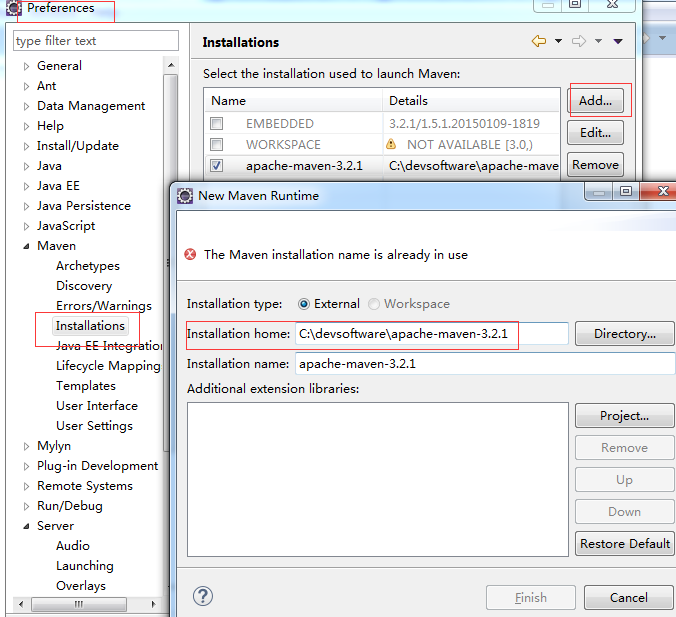 Preferences
type filter text
General
Ant
Data Management
Help
Install/Update
Java
Java EE
Java Persistence
JavaScript
Maven
Archetypes
Discovery
Errors/Warnings
Installations
Java EE Integration
Lifecycle Mapping
Templates
User Interface
User Settings
Mylyn
Plug-in Development
Remote Systems
Run/Debug
Server
Audio
Launching
Overlays
Installations
Select the installation used to launch Maven:
Name Details
EMBEDDED 3.2.1/1.5.1.20150109-1819
WORKSPACE NOT AVAILABLE [3.0,)
apache-maven-3.2.1 C:\devsoftware\apache-mave
Add...
Edit...
Remove
New Maven Runtime
The Maven installation name is already in use
Installation type: External Workspace
Installation home: C:\devsoftware\apache-maven-3.2.1 Directory...
Installation name: apache-maven-3.2.1
Additional extension libraries:
Project...
Remove
Up
Down
Restore Default
? Finish Cancel